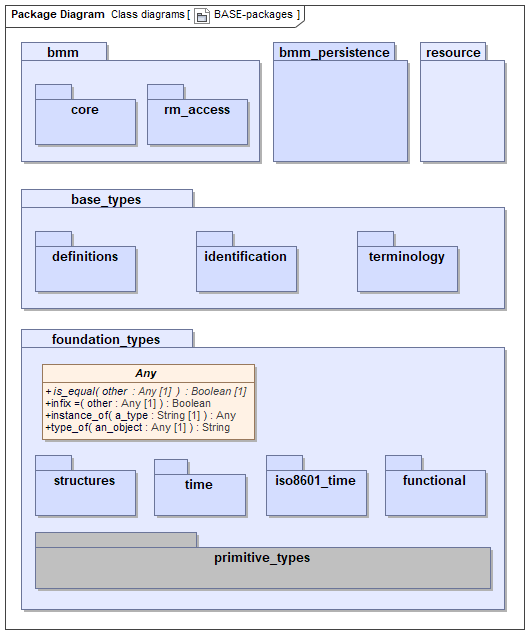 Package Diagram Class diagrams [ BASE-packages ]
bmm
bmm_persistence
resource
core
rm_access
base_types
definitions
identification
terminology
foundation_types
Any
+ is_equal( other : Any [1] ) : Boolean [1]
+infix =( other : Any [1] ) : Boolean
+instance_of( a_type : String [1] ) : Any
+type_of( an_object : Any [1] ) : String
structures
time
iso8601_time
functional
primitive_types